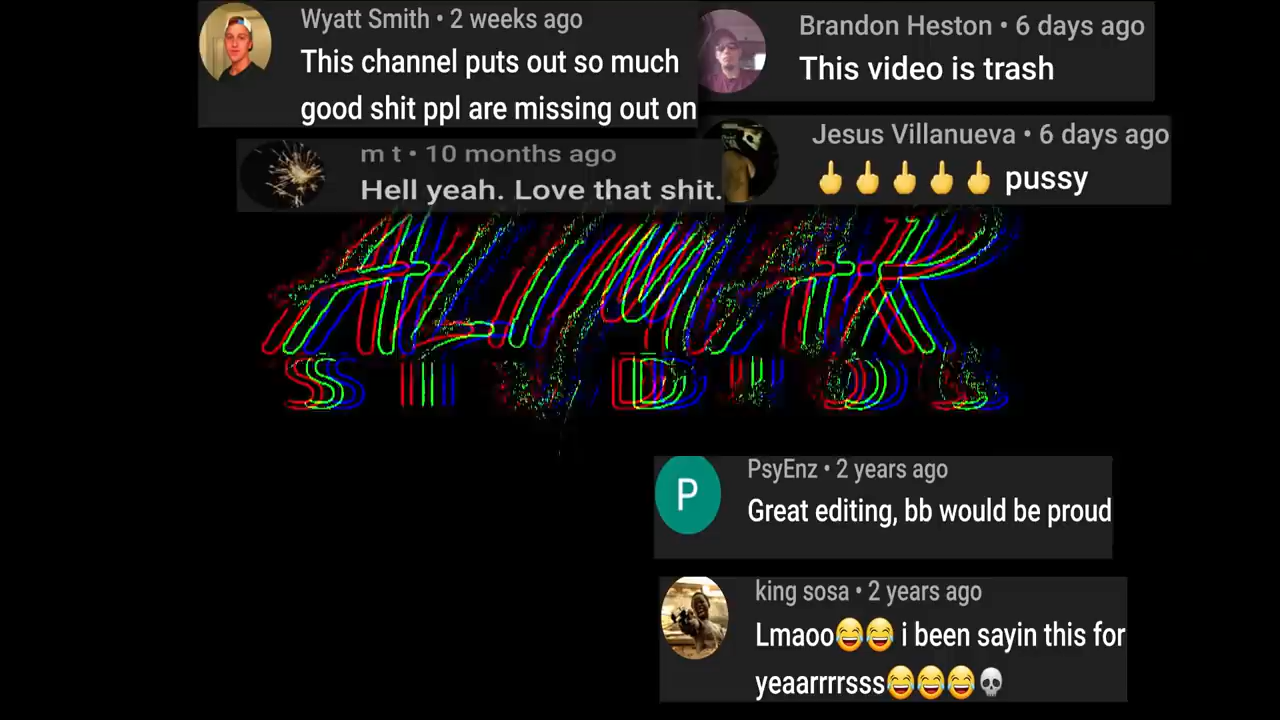 Wyatt Smith • 2 weeks ago
This channel puts out so much
good shit ppl are missing out on
Brandon Heston • 6 days ago
This video is trash
m t • 10 months ago
Hell yeah. Love that shit.
Jesus Villanueva • 6 days ago
🖕🖕🖕🖕🖕 pussy
ALIMAR
STUDIOS
P
PsyEnz • 2 years ago
Great editing, bb would be proud
king sosa • 2 years ago
Lmaoo😂😂 i been sayin this for
yeaarrrrsss😂😂😂💀